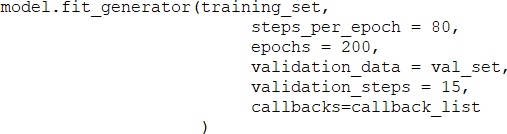 model.fit_generator(training_set,
                         steps_per_epoch = 80,
                         epochs = 200,
                         validation_data = val_set,
                         validation_steps = 15,
                         callbacks=callback_list
                    )